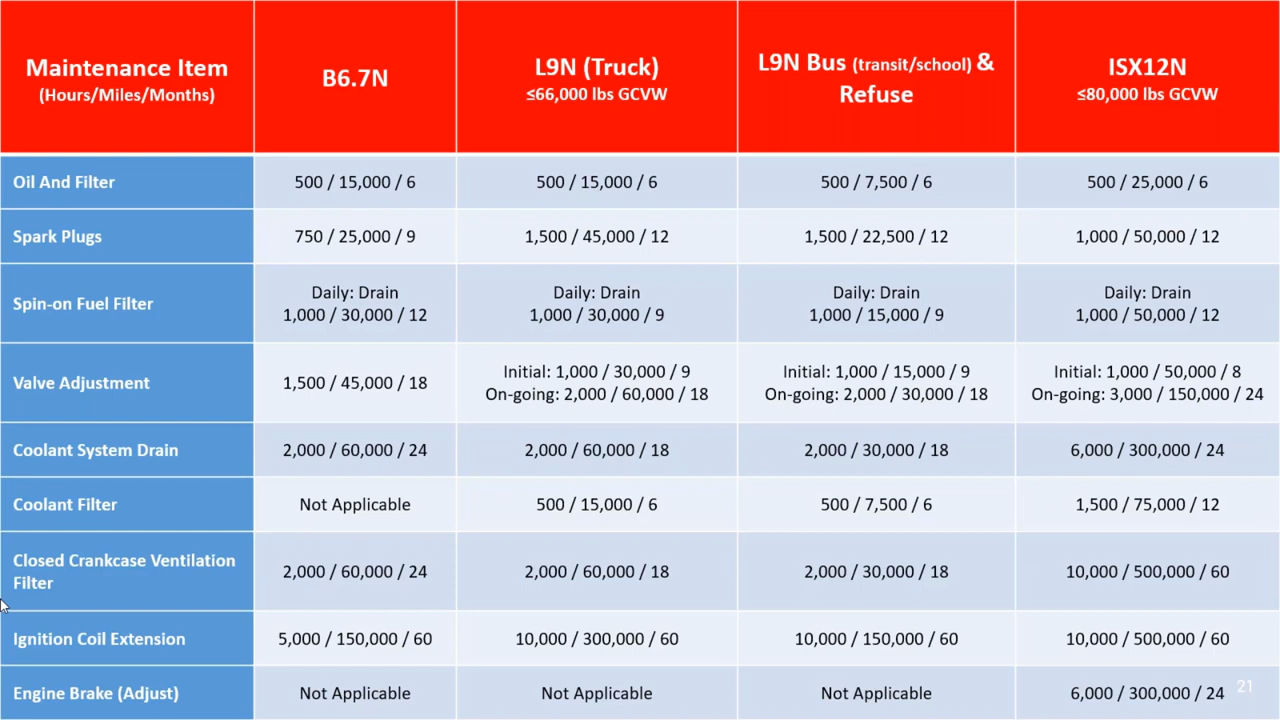 Maintenance Item
(Hours/Miles/Months)
B6.7N
L9N (Truck)
≤66,000 lbs GCVW
L9N Bus (transit/school) &
Refuse
ISX12N
≤80,000 lbs GCVW
Oil And Filter
500 / 15,000 / 6
500 / 15,000 / 6
500 / 7,500 / 6
500 / 25,000 / 6
Spark Plugs
750 / 25,000 / 9
1,500 / 45,000 / 12
1,500 / 22,500 / 12
1,000 / 50,000 / 12
Spin-on Fuel Filter
Daily: Drain
1,000 / 30,000 / 12
Daily: Drain
1,000 / 30,000 / 9
Daily: Drain
1,000 / 15,000 / 9
Daily: Drain
1,000 / 50,000 / 12
Valve Adjustment
1,500 / 45,000 / 18
Initial: 1,000 / 30,000 / 9
On-going: 2,000 / 60,000 / 18
Initial: 1,000 / 15,000 / 9
On-going: 2,000 / 30,000 / 18
Initial: 1,000 / 50,000 / 8
On-going: 3,000 / 150,000 / 24
Coolant System Drain
2,000 / 60,000 / 24
2,000 / 60,000 / 18
2,000 / 30,000 / 18
6,000 / 300,000 / 24
Coolant Filter
Not Applicable
500 / 15,000 / 6
500 / 7,500 / 6
1,500 / 75,000 / 12
Closed Crankcase Ventilation
Filter
2,000 / 60,000 / 24
2,000 / 60,000 / 18
2,000 / 30,000 / 18
10,000 / 500,000 / 60
Ignition Coil Extension
5,000 / 150,000 / 60
10,000 / 300,000 / 60
10,000 / 150,000 / 60
10,000 / 500,000 / 60
Engine Brake (Adjust)
Not Applicable
Not Applicable
Not Applicable
6,000 / 300,000 / 24
21